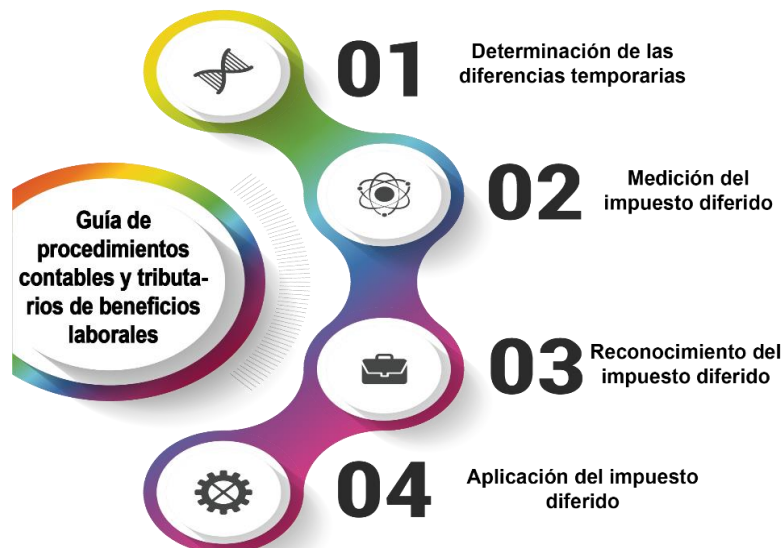 Guía de
procedimientos
contables y tributa-
rios de beneficios
laborales
01
Determinación de las
diferencias temporarias
02
Medición del
impuesto diferido
03
Reconocimiento del
impuesto diferido
04
Aplicación del impuesto
diferido